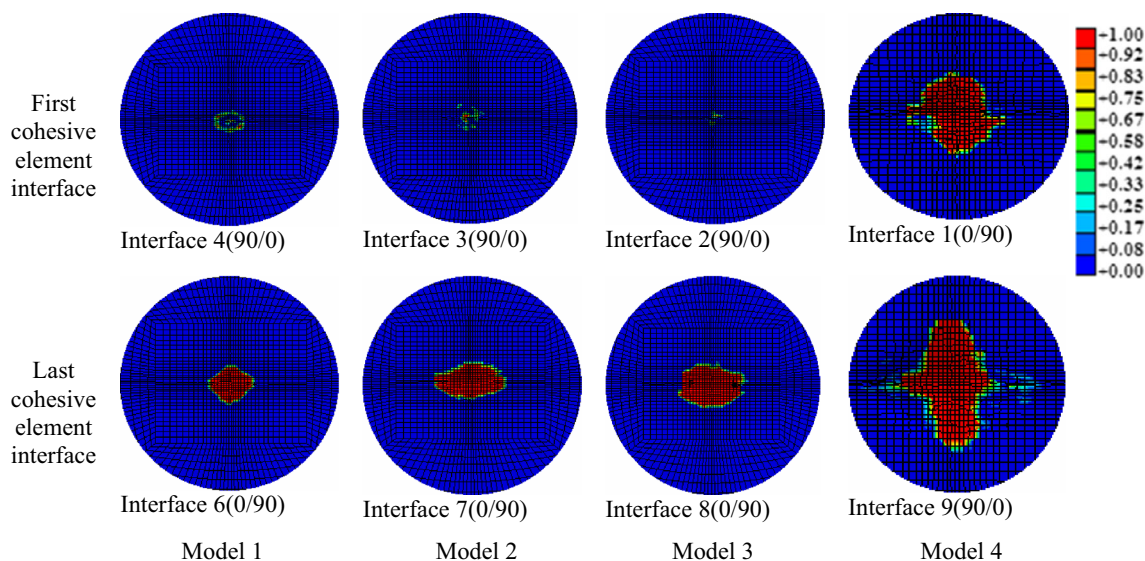 First
cohesive
element
interface
Interface 4(90/0)
Interface 3(90/0)
Interface 2(90/0)
Interface 1(0/90)
+1.00
+0.92
+0.83
+0.75
+0.67
+0.58
+0.42
+0.33
+0.25
+0.17
+0.08
+0.00
Last
cohesive
element
interface
Interface 6(0/90)
Interface 7(0/90)
Interface 8(0/90)
Interface 9(90/0)
Model 1
Model 2
Model 3
Model 4